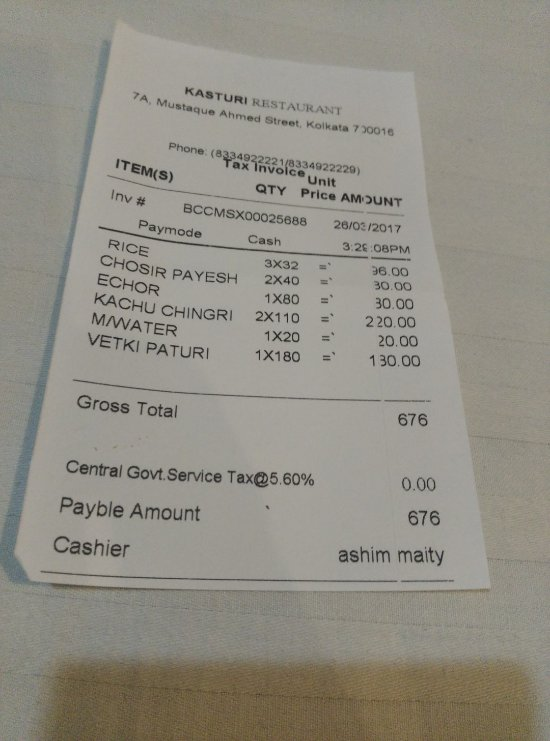 KASTURI RESTAURANT
7A, Mustaque Ahmed Street, Kolkata 700016
Phone: (8334922221/8334922229)
Tax Invoice
ITEM(S) QTY Unit Price AMOUNT
Inv # BCCMSX00025688 26/03/2017
Paymode Cash
RICE 3X32 =` 96.00
CHOSIR PAYESH 2X40 =` 80.00
ECHOR 1X80 =` 80.00
KACHU CHINGRI 2X110 =` 220.00
M/WATER 1X20 =` 20.00
VETKI PATURI 1X180 =` 180.00
Gross Total 676
Central Govt.Service Tax@5.60% 0.00
Payble Amount 676
Cashier ashim maity